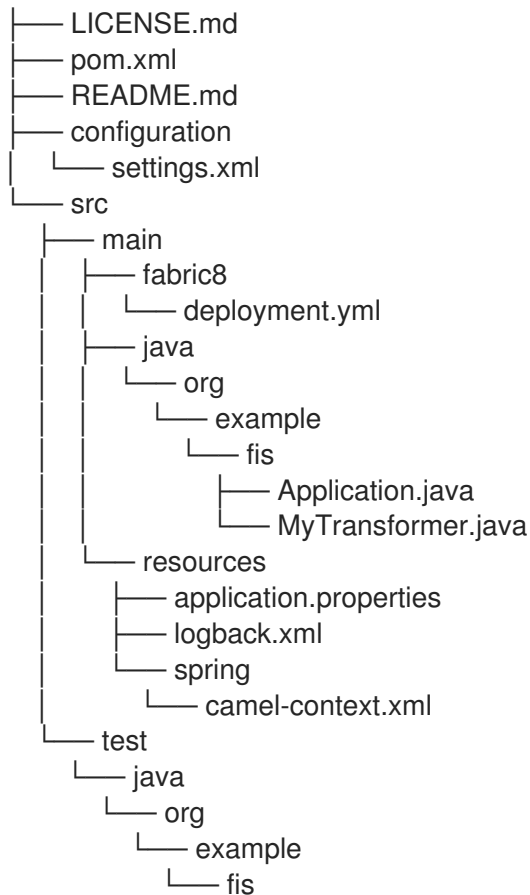 ├── LICENSE.md
├── pom.xml
├── README.md
├── configuration
│   └── settings.xml
└── src
    ├── main
    │   ├── fabric8
    │   │   └── deployment.yml
    │   ├── java
    │   │   └── org
    │   │       └── example
    │   │           └── fis
    │   │               ├── Application.java
    │   │               └── MyTransformer.java
    │   └── resources
    │       ├── application.properties
    │       ├── logback.xml
    │       └── spring
    │           └── camel-context.xml
    └── test
        └── java
            └── org
                └── example
                    └── fis